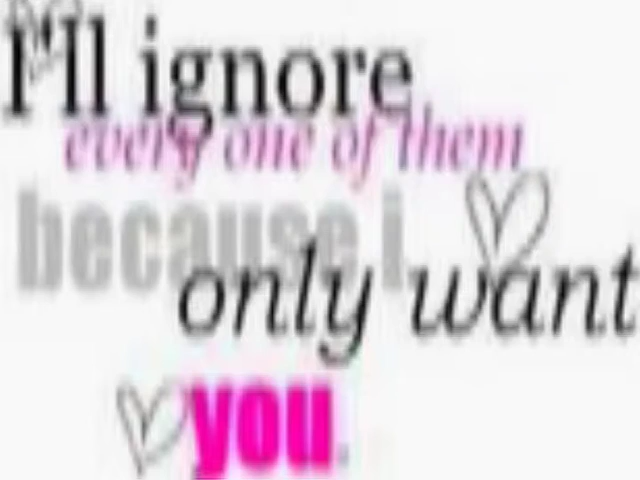 I'll ignore
every one of them
because i
only want
you.